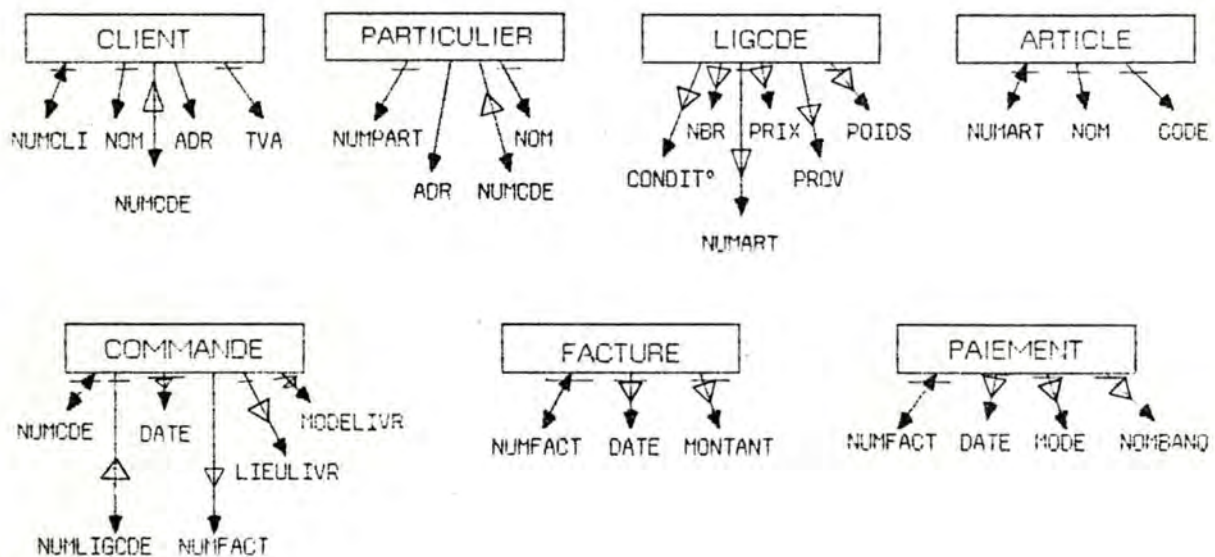 CLIENT PARTICULIER LIGCDE ARTICLE
NUMCLI NOM ADR TVA NUMPART NOM NBR PRIX POIDS NUMART NOM CODE
ADR NUMCDE CONDIT° PROV
NUMCDE
NUMART
COMMANDE FACTURE PAIEMENT
NUMCDE DATE MODELIVR NUMFACT DATE MONTANT NUMFACT DATE MODE NOMBANQ
LIEULIVR
NUMLIGCDE NUMFACT